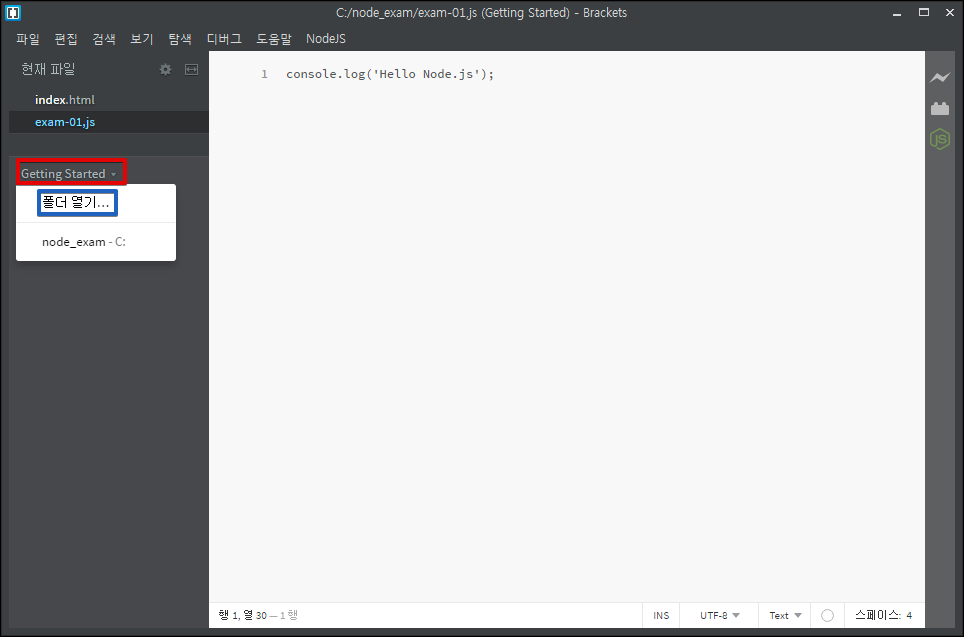 C:/node_exam/exam-01.js (Getting Started) - Brackets
파일 편집 검색 보기 탐색 디버그 도움말 NodeJS
현재 파일
index.html
exam-01,js
Getting Started
폴더 열기...
node_exam - C:
1 console.log('Hello Node.js');
JS
행 1, 열 30 — 1 행 INS UTF-8 Text 스페이스: 4